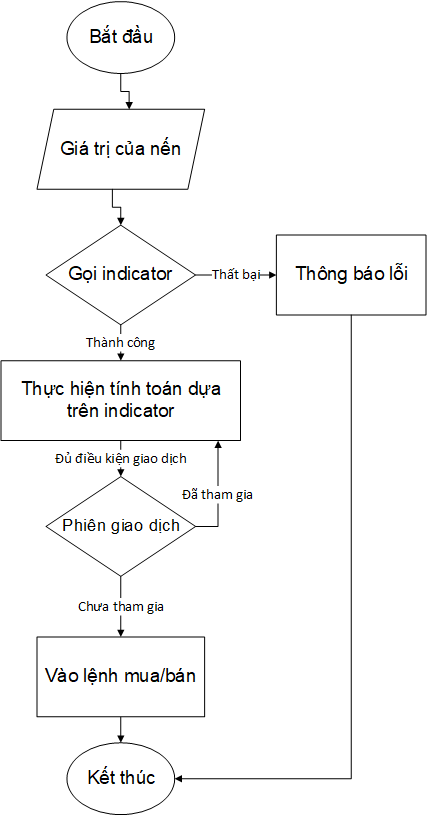 Bắt đầu
Giá trị của nến
Gọi indicator
Thất bại
Thông báo lỗi
Thành công
Thực hiện tính toán dựa
trên indicator
Đủ điều kiện giao dịch
Đã tham gia
Phiên giao dịch
Chưa tham gia
Vào lệnh mua/bán
Kết thúc